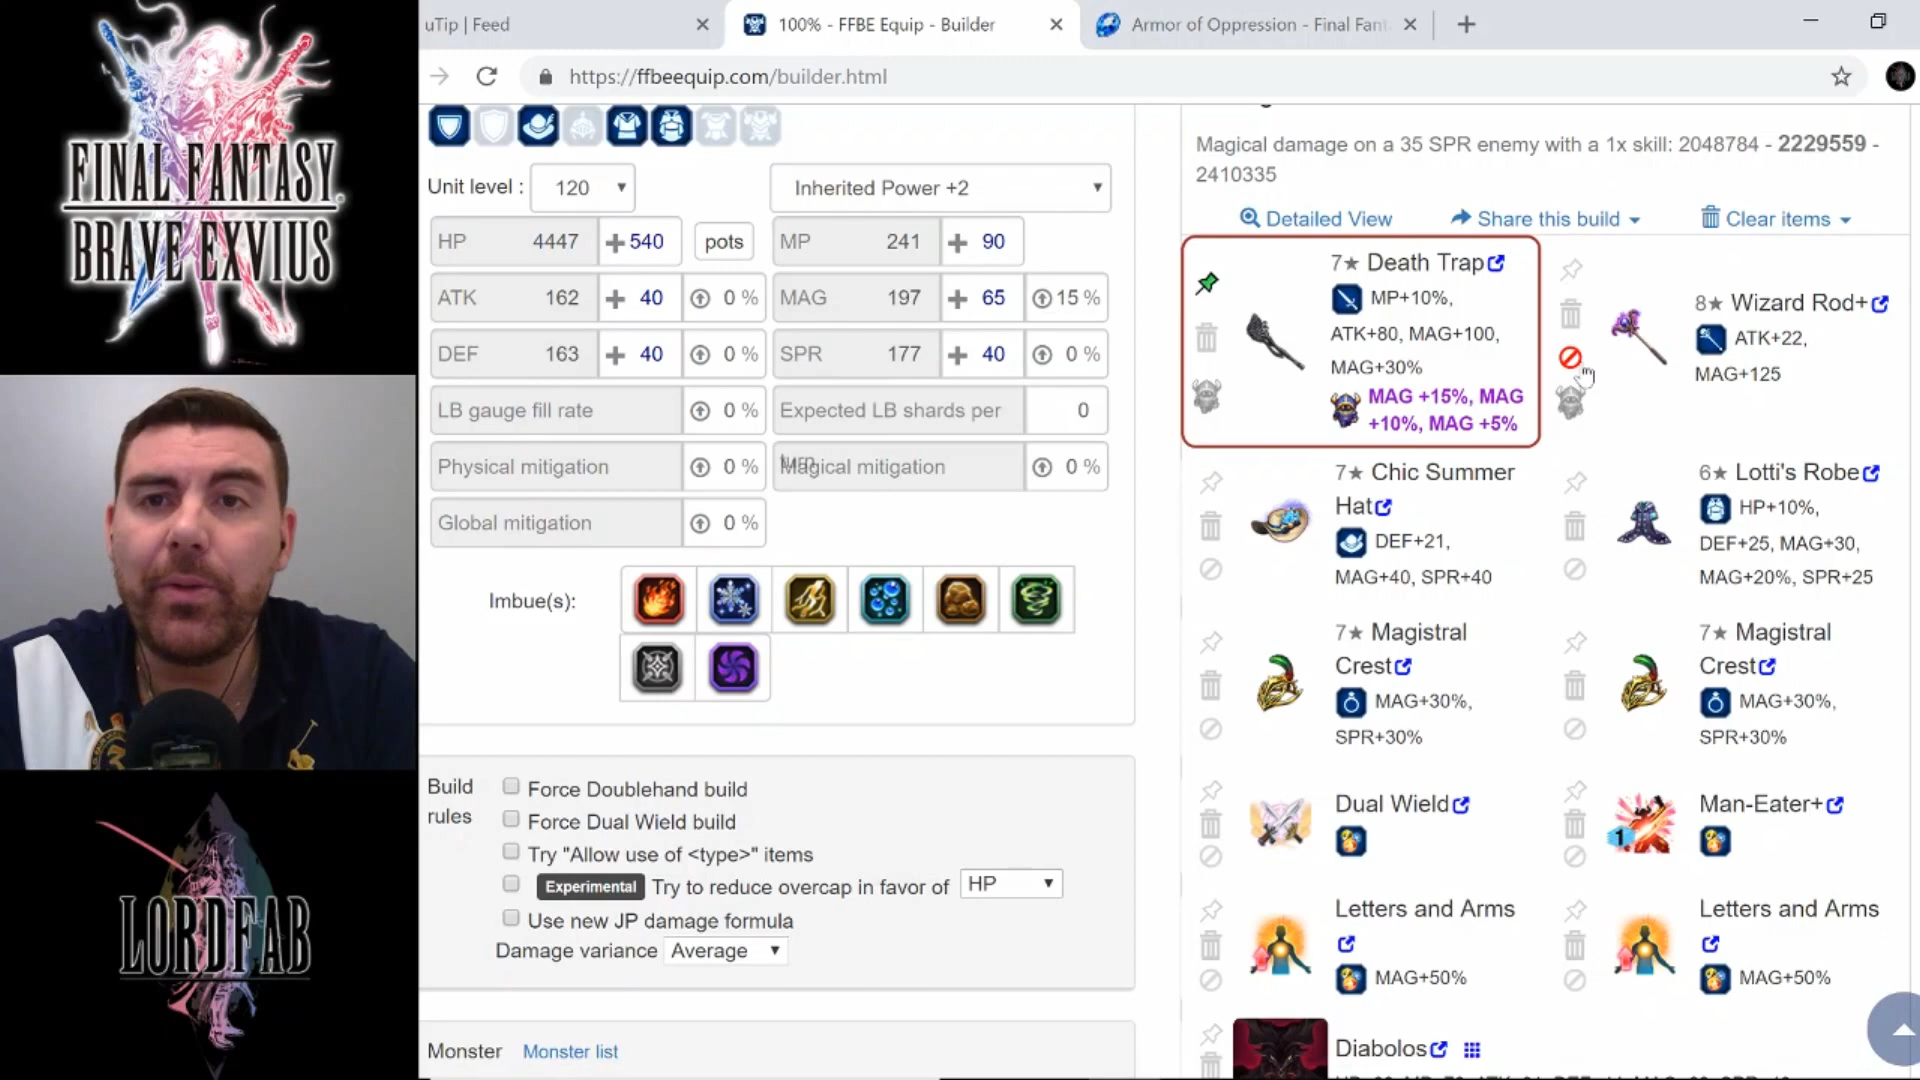 FINAL FANTASY
BRAVE EXVIUS
LORDFAB
uTip | Feed
100% - FFBE Equip - Builder
Armor of Oppression - Final Fant
https://ffbeequip.com/builder.html
Unit level :
120
Inherited Power +2
HP 4447 540 pots
MP 241 90
ATK 162 40 0 %
MAG 197 65 15 %
DEF 163 40 0 %
SPR 177 40 0 %
LB gauge fill rate 0 %
Expected LB shards per turn 0
Physical mitigation 0 %
Magical mitigation 0 %
Global mitigation 0 %
Imbue(s):
Build rules
Force Doublehand build
Force Dual Wield build
Try "Allow use of <type>" items
Experimental Try to reduce overcap in favor of HP
Use new JP damage formula
Damage variance Average
Monster Monster list
Magical damage on a 35 SPR enemy with a 1x skill: 2048784 - 2229559 -
2410335
Detailed View
Share this build
Clear items
7★ Death Trap
MP+10%,
ATK+80, MAG+100,
MAG+30%
MAG +15%, MAG
+10%, MAG +5%
8★ Wizard Rod+
ATK+22,
MAG+125
7★ Chic Summer
Hat
DEF+21,
MAG+40, SPR+40
6★ Lotti's Robe
HP+10%,
DEF+25, MAG+30,
MAG+20%, SPR+25
7★ Magistral
Crest
MAG+30%,
SPR+30%
7★ Magistral
Crest
MAG+30%,
SPR+30%
Dual Wield
Man-Eater+
1
Letters and Arms
MAG+50%
Letters and Arms
MAG+50%
Diabolos